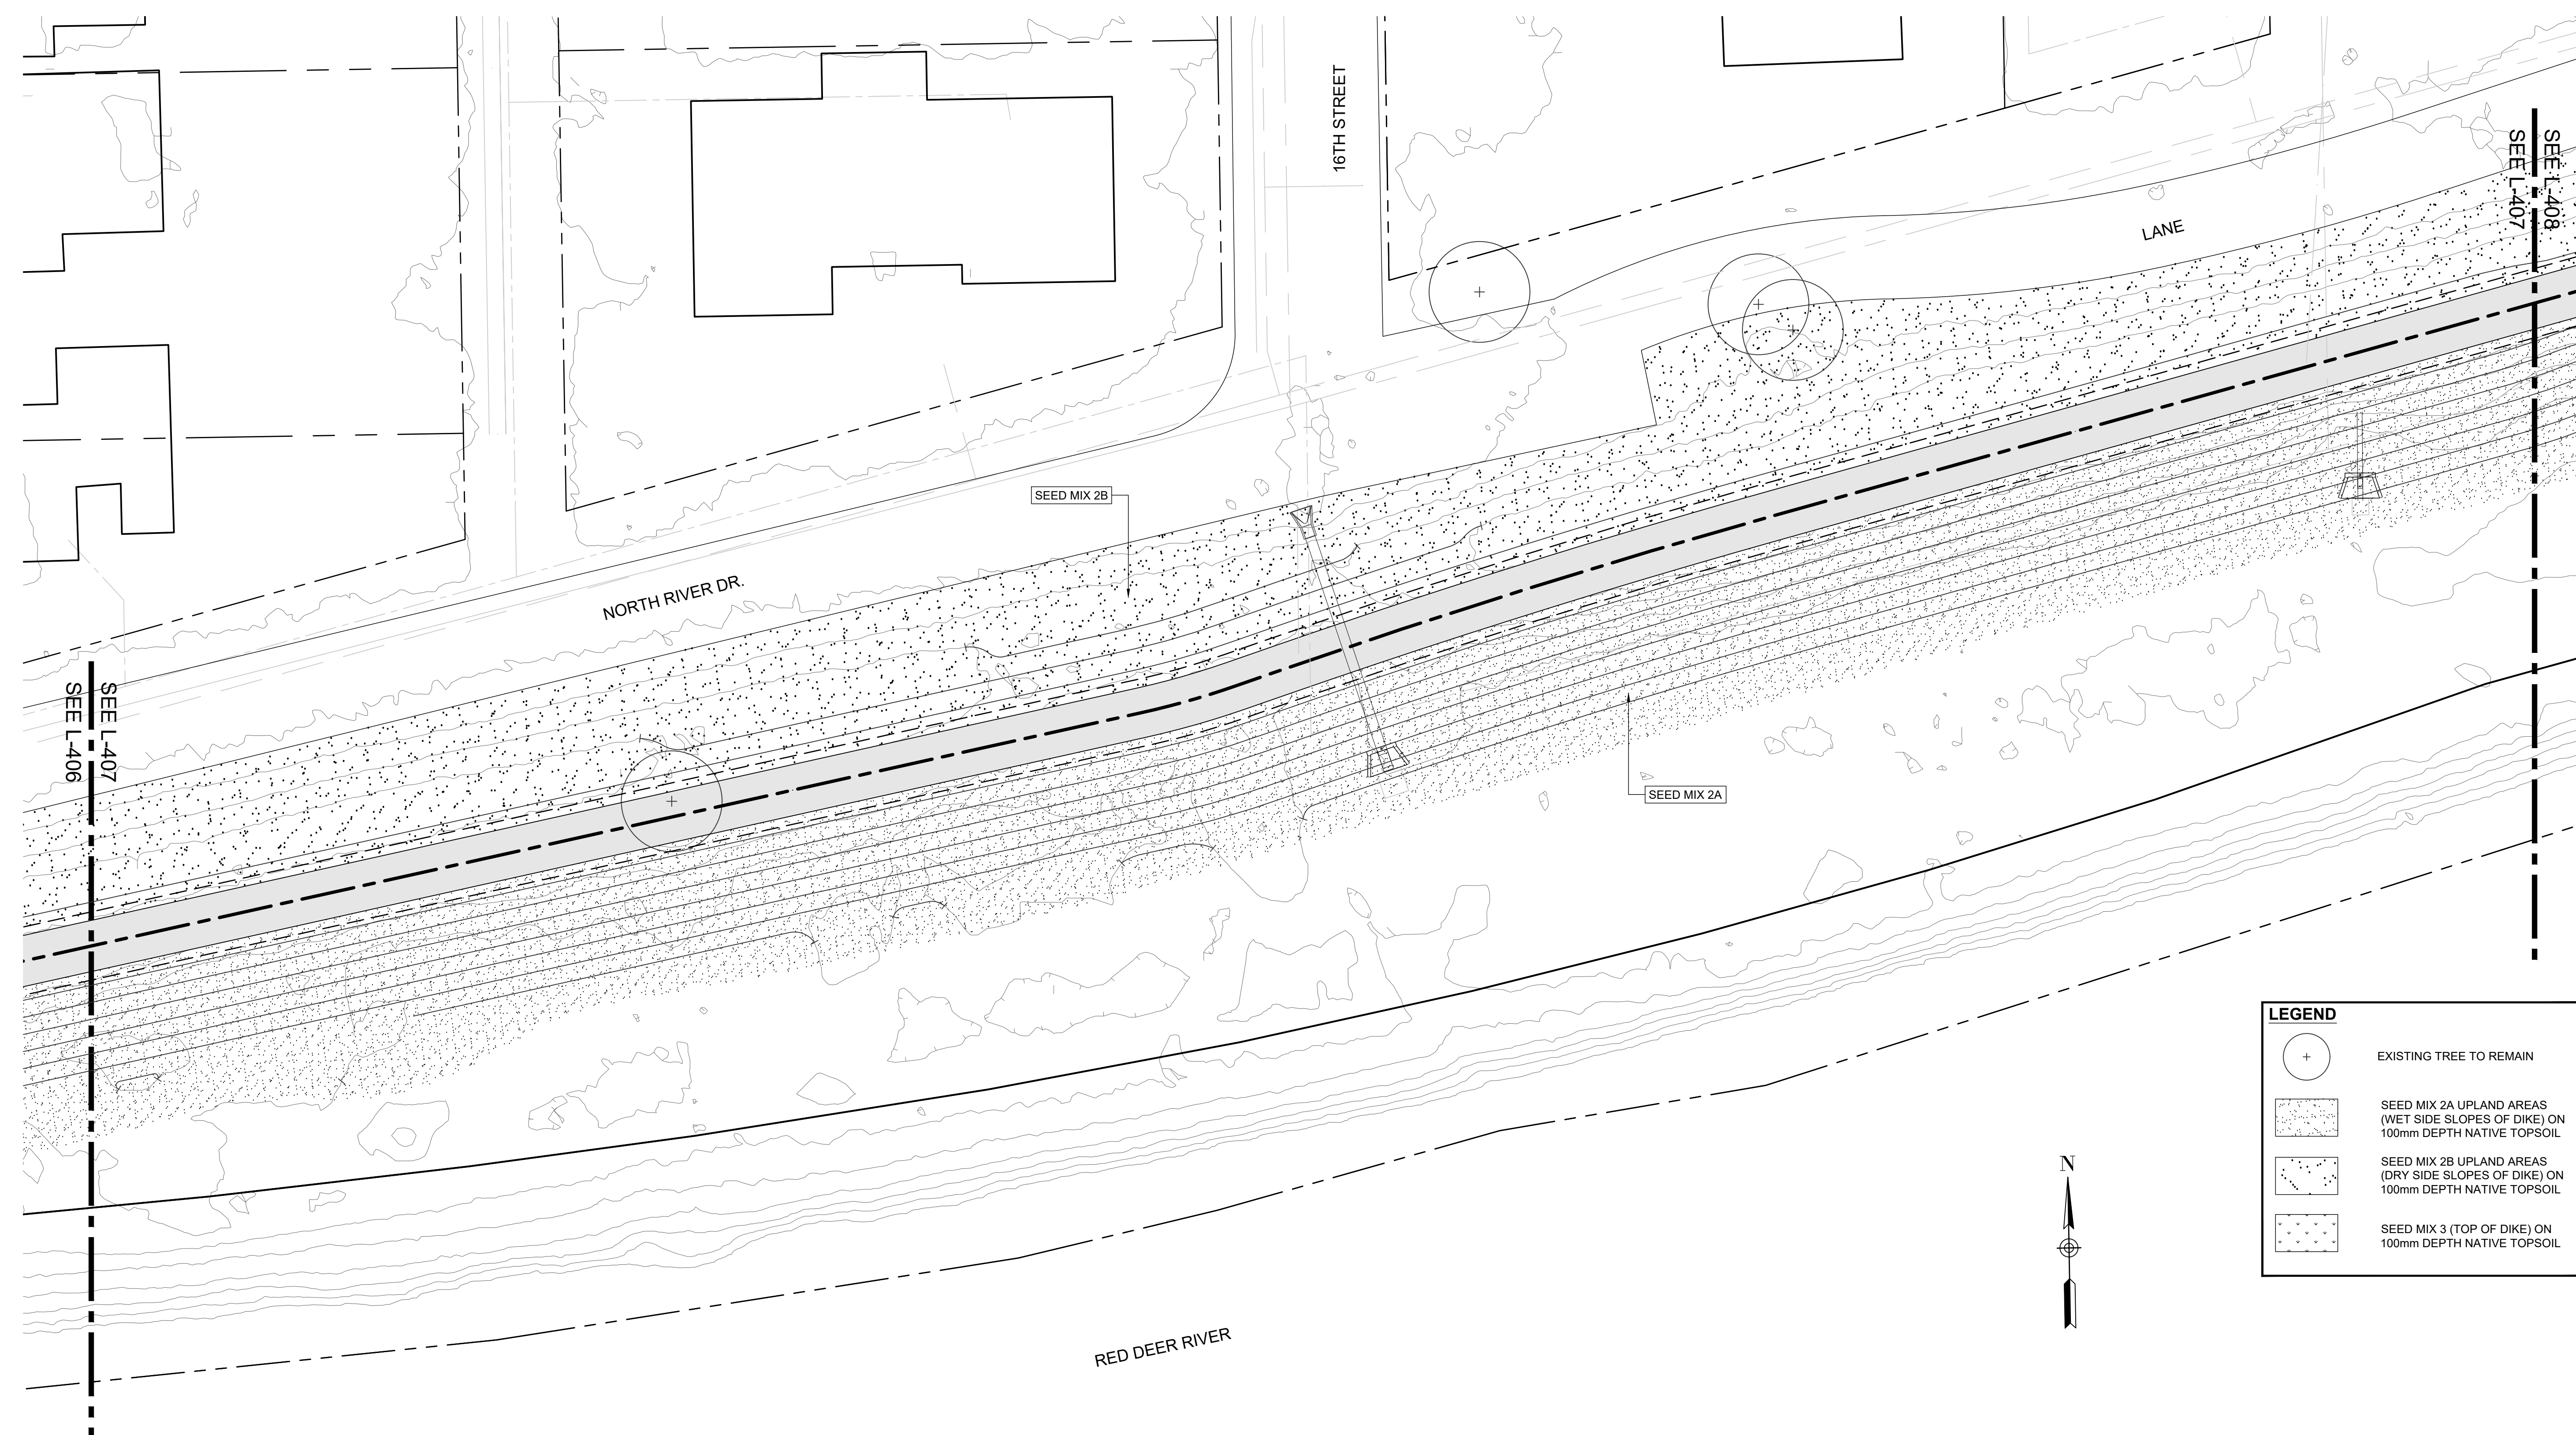 16TH STREET
SEE L-407
SEE L-408
LANE
SEED MIX 2B
NORTH RIVER DR.
SEE L-406
SEE L-407
SEED MIX 2A
RED DEER RIVER
N
LEGEND
EXISTING TREE TO REMAIN
SEED MIX 2A UPLAND AREAS
(WET SIDE SLOPES OF DIKE) ON
100mm DEPTH NATIVE TOPSOIL
SEED MIX 2B UPLAND AREAS
(DRY SIDE SLOPES OF DIKE) ON
100mm DEPTH NATIVE TOPSOIL
SEED MIX 3 (TOP OF DIKE) ON
100mm DEPTH NATIVE TOPSOIL